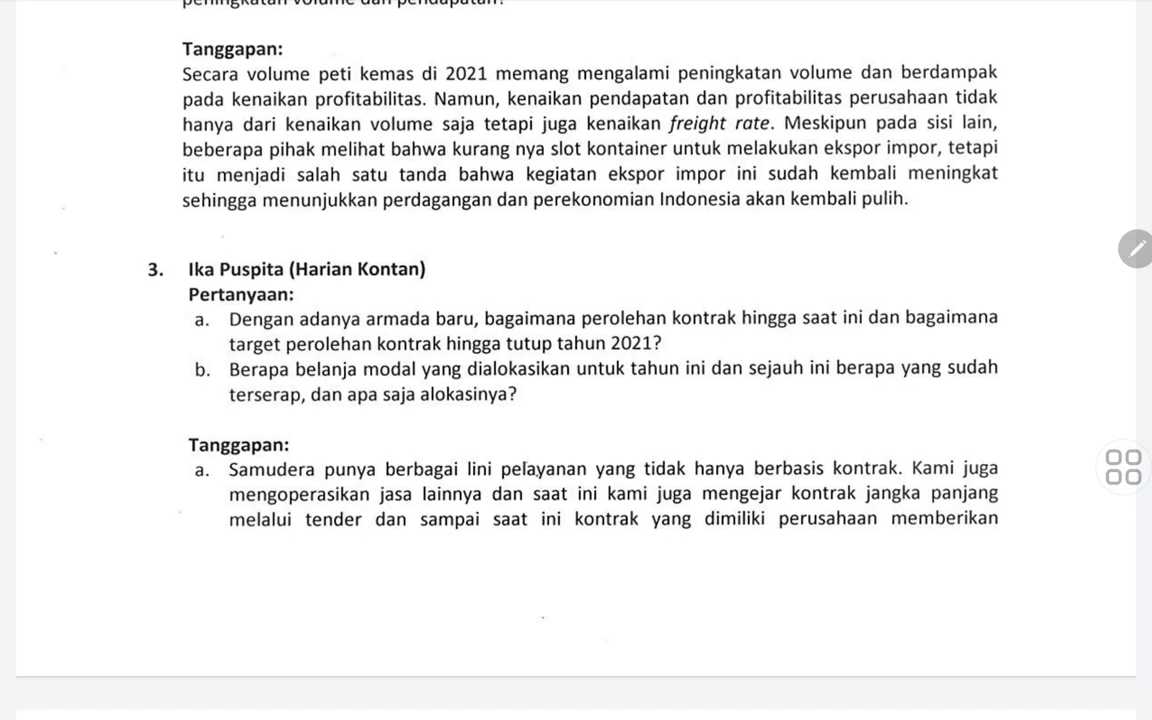 Tanggapan:
Secara volume peti kemas di 2021 memang mengalami peningkatan volume dan berdampak
pada kenaikan profitabilitas. Namun, kenaikan pendapatan dan profitabilitas perusahaan tidak
hanya dari kenaikan volume saja tetapi juga kenaikan freight rate. Meskipun pada sisi lain,
beberapa pihak melihat bahwa kurang nya slot kontainer untuk melakukan ekspor impor, tetapi
itu menjadi salah satu tanda bahwa kegiatan ekspor impor ini sudah kembali meningkat
sehingga menunjukkan perdagangan dan perekonomian Indonesia akan kembali pulih.
3. Ika Puspita (Harian Kontan)
Pertanyaan:
a. Dengan adanya armada baru, bagaimana perolehan kontrak hingga saat ini dan bagaimana
target perolehan kontrak hingga tutup tahun 2021?
b. Berapa belanja modal yang dialokasikan untuk tahun ini dan sejauh ini berapa yang sudah
terserap, dan apa saja alokasinya?
Tanggapan:
a. Samudera punya berbagai lini pelayanan yang tidak hanya berbasis kontrak. Kami juga
mengoperasikan jasa lainnya dan saat ini kami juga mengejar kontrak jangka panjang
melalui tender dan sampai saat ini kontrak yang dimiliki perusahaan memberikan